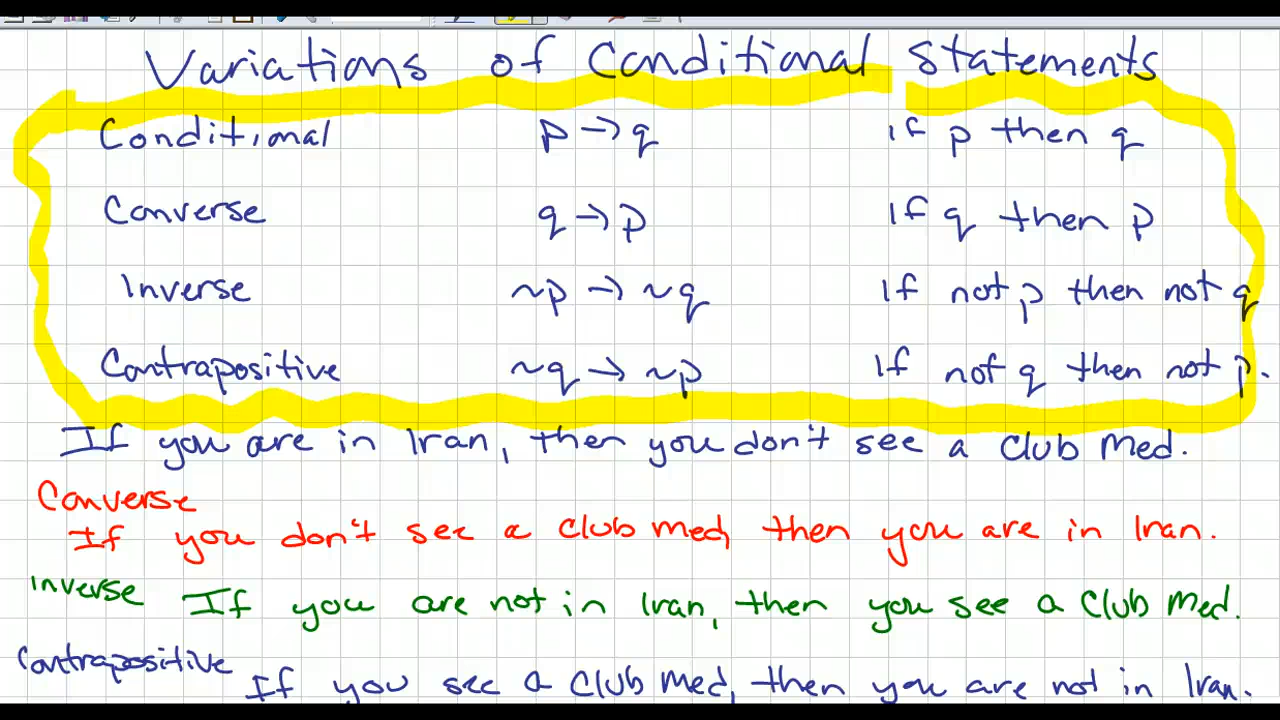 Variations of Conditional Statements
Conditional p → q If p then q
Converse q → p If q then p
Inverse ~p → ~q If not p then not q
Contrapositive ~q → ~p If not q then not p.
If you are in Iran, then you don't see a Club Med.
Converse
If you don't see a Club Med, then you are in Iran.
Inverse If you are not in Iran, then you see a Club Med.
Contrapositive If you see a Club Med, then you are not in Iran.